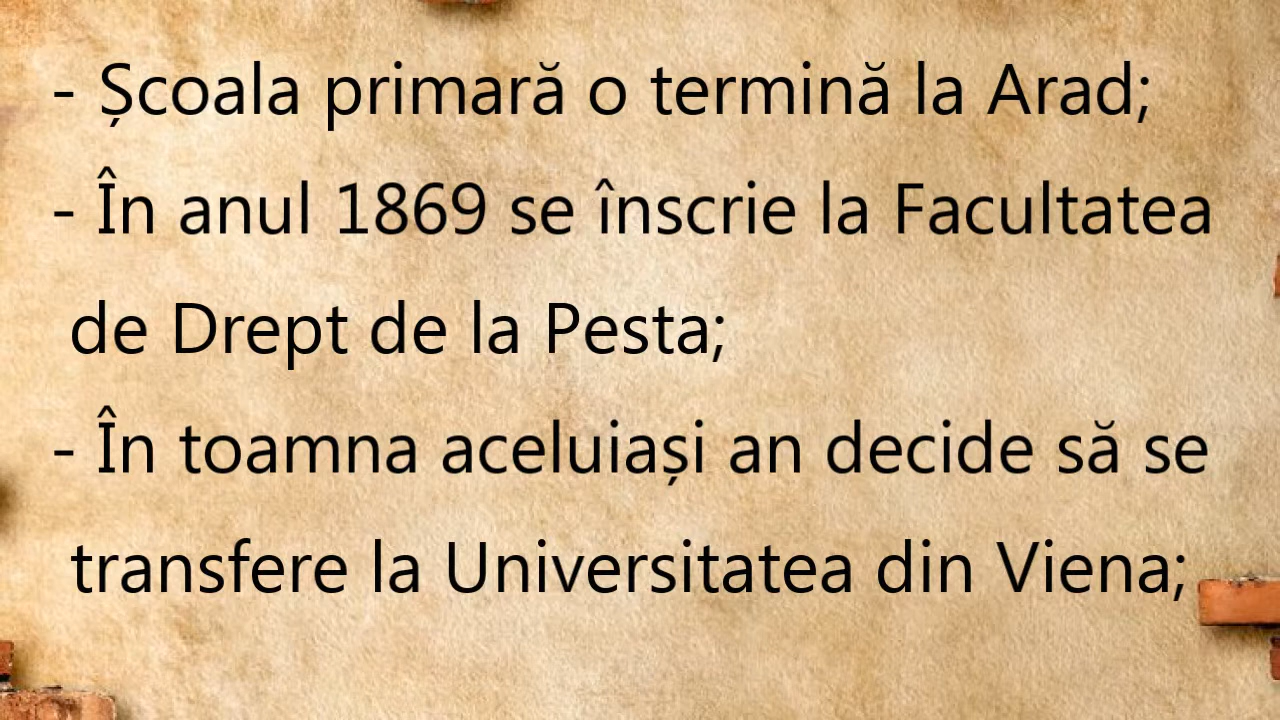 - Școala primară o termină la Arad;
- În anul 1869 se înscrie la Facultatea
de Drept de la Pesta;
- În toamna aceluiași an decide să se
transfere la Universitatea din Viena;